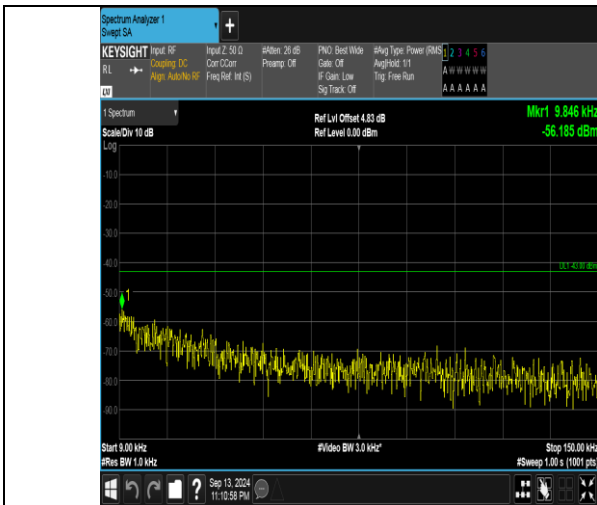 Spectrum Analyzer 1
Swept SA
+
KEYSIGHT
RL
LXI
Input: RF
Coupling: DC
Align: Auto/No RF
Input Z: 50 Ω
Corr CCorr
Freq Ref: Int (S)
#Atten: 26 dB
Preamp: Off
PNO: Best Wide
Gate: Off
IF Gain: Low
Sig Track: Off
#Avg Type: Power (RMS
Avg|Hold: 1/1
Trig: Free Run
1 2 3 4 5 6
A W W W W W
A A A A A A
1 Spectrum
Scale/Div 10 dB
Log
Ref Lvl Offset 4.83 dB
Ref Level 0.00 dBm
Mkr1 9.846 kHz
-56.185 dBm
-10.0
-20.0
-30.0
-40.0
DL1 -43.00 dBm
-50.0
1
-60.0
-70.0
-80.0
-90.0
Start 9.00 kHz
#Res BW 1.0 kHz
#Video BW 3.0 kHz*
Stop 150.00 kHz
#Sweep 1.00 s (1001 pts)
?
Sep 13, 2024
11:10:58 PM